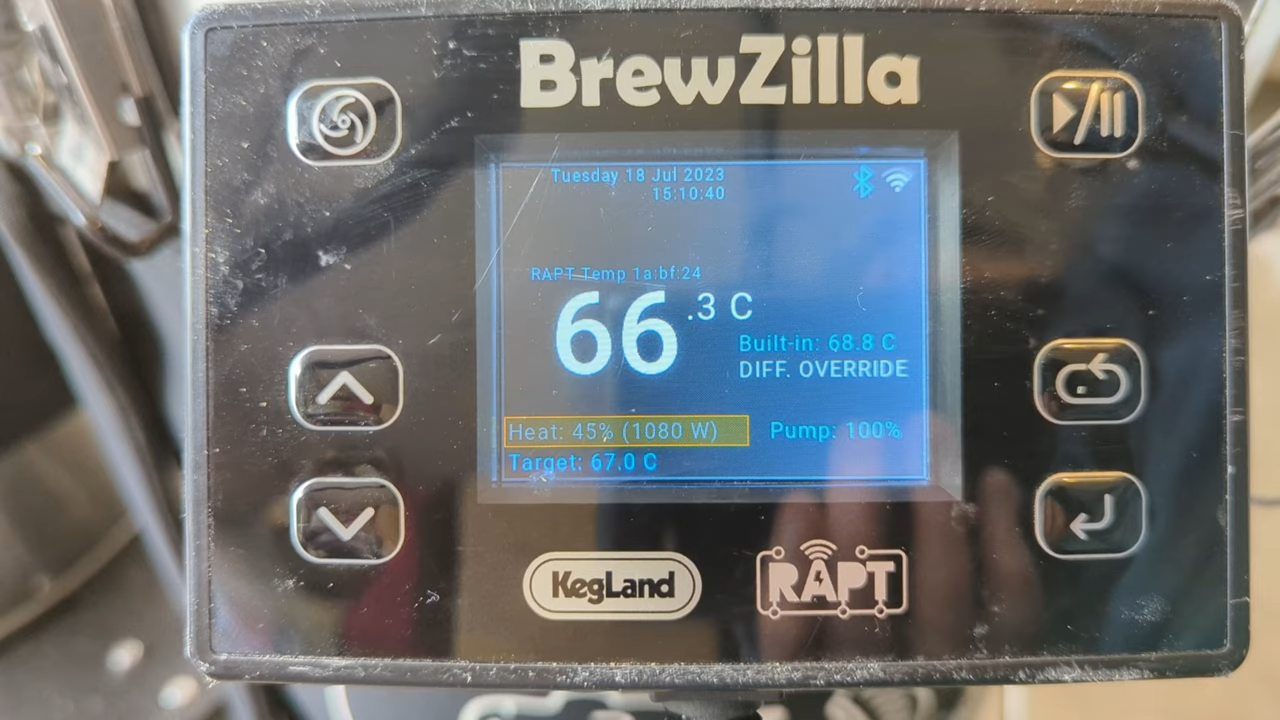 BrewZilla
Tuesday 18 Jul 2023
15:10:40
RAPT Temp 1a:bf:24
66.3 C
Built-in: 68.8 C
DIFF. OVERRIDE
Heat: 45% (1080 W)
Pump: 100%
Target: 67.0 C
KegLand
RAPT